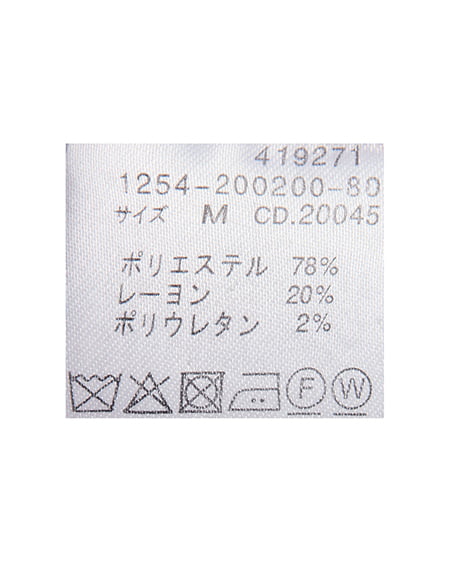 419271
1254-200200-80
サイズ M CD.20045
ポリエステル 78%
レーヨン 20%
ポリウレタン 2%
F W